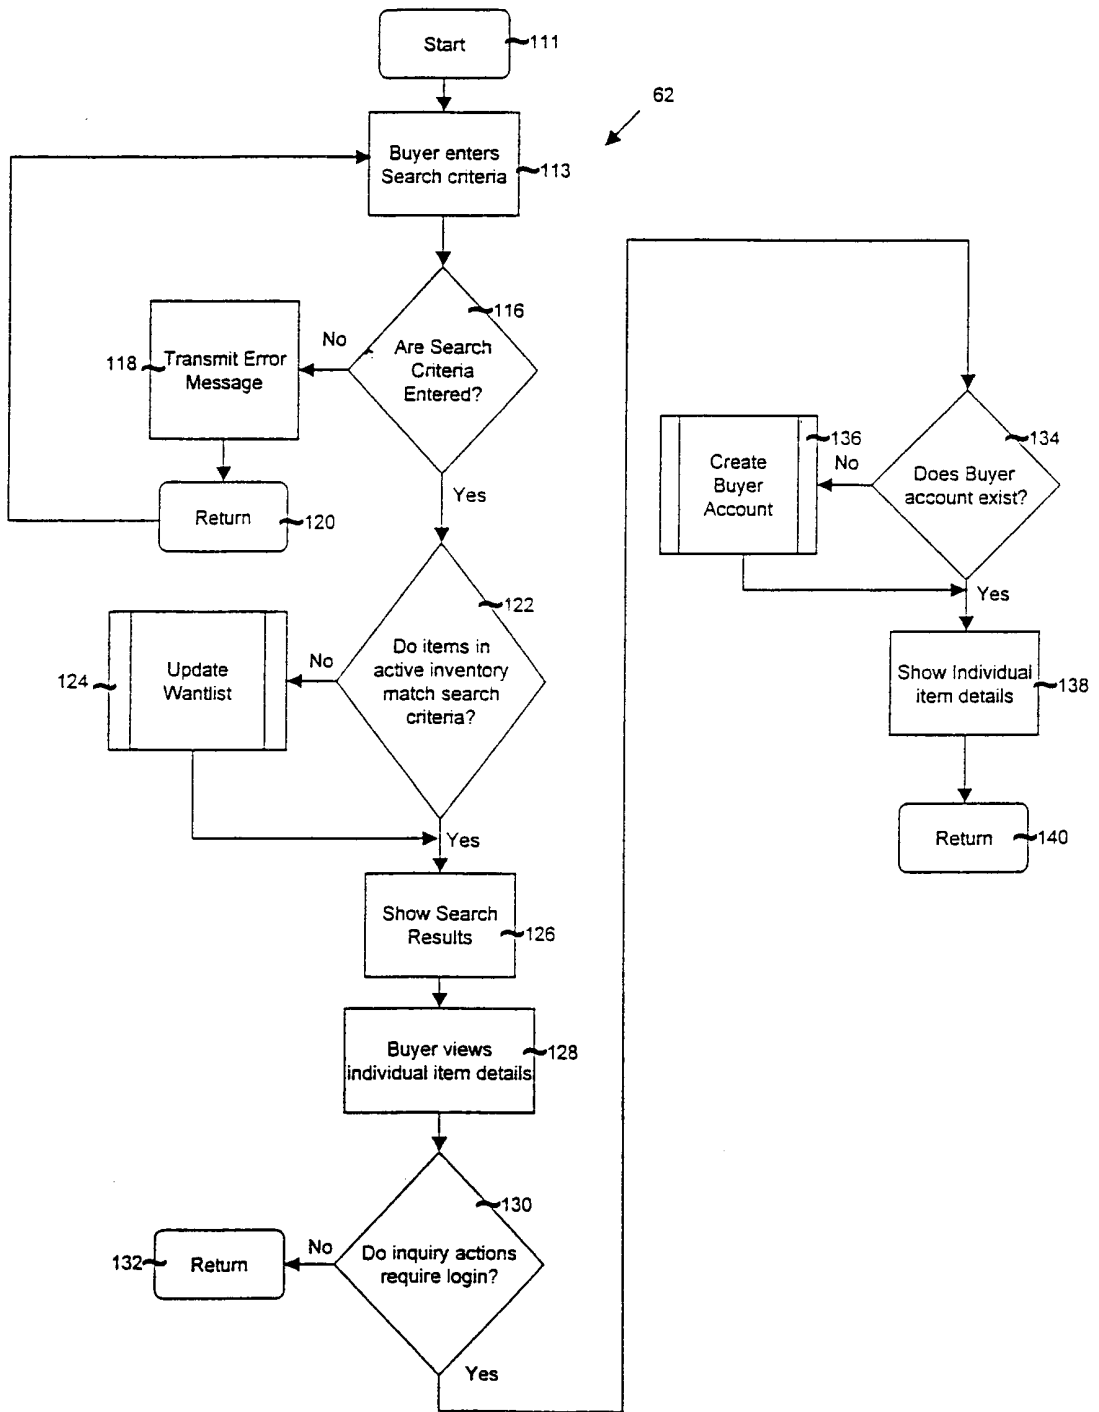 Start
111
62
Buyer enters
Search criteria
113
116
No
Are Search
Criteria
Entered?
118
Transmit Error
Message
Yes
Return
120
122
Do items in
active inventory
match search
criteria?
No
124
Update
Wantlist
Yes
Show Search
Results
126
Buyer views
individual item details
128
130
Do inquiry actions
require login?
No
132
Return
Yes
134
Does Buyer
account exist?
No
136
Create
Buyer
Account
Yes
Show Individual
item details
138
Return
140